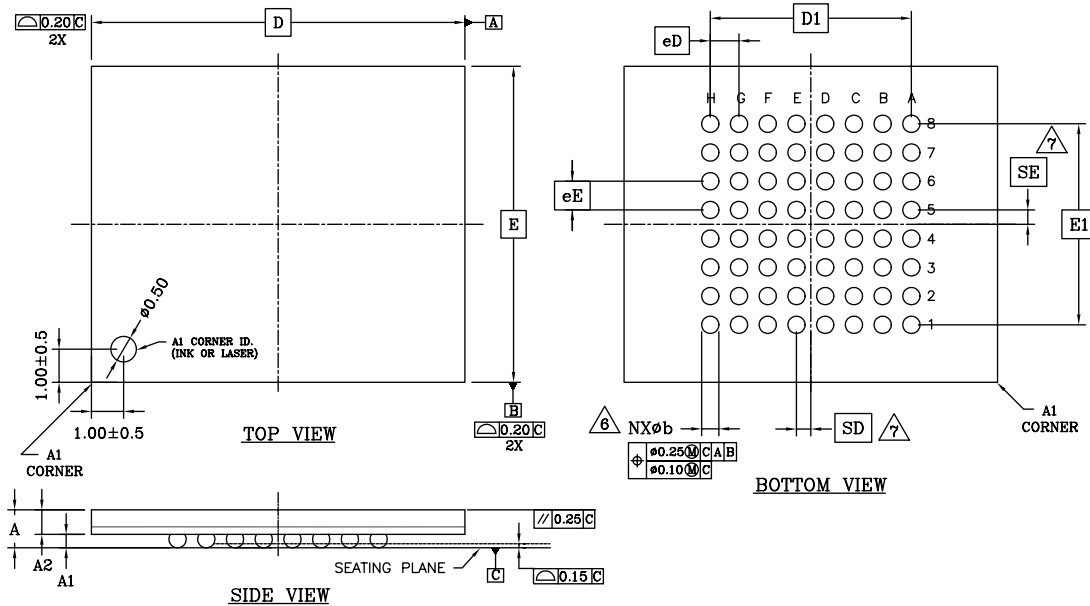 ⌓ 0.20 C
2X
D
A
E
ø0.50
A1 CORNER ID.
(INK OR LASER)
1.00±0.5
1.00±0.5
A1
CORNER
TOP VIEW
B
⌓ 0.20 C
2X
D1
eD
H G F E D C B A
8
7
6
5
4
3
2
1
eE
7
SE
E1
6
NXøb
⌖ ø0.25Ⓜ C A B
ø0.10Ⓜ C
SD
7
A1
CORNER
BOTTOM VIEW
A
A2
A1
// 0.25 C
SEATING PLANE
C
⌓ 0.15 C
SIDE VIEW